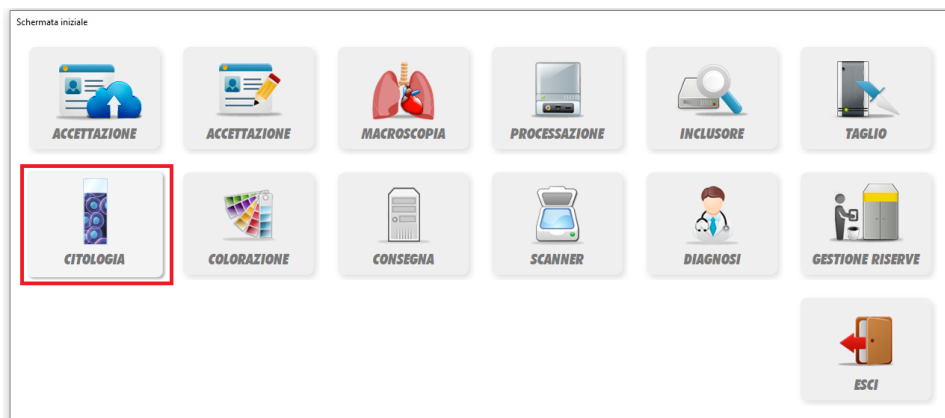 Schermata iniziale
ACCETTAZIONE
ACCETTAZIONE
MACROSCOPIA
PROCESSAZIONE
INCLUSORE
TAGLIO
CITOLOGIA
COLORAZIONE
CONSEGNA
SCANNER
DIAGNOSI
GESTIONE RISERVE
ESCI